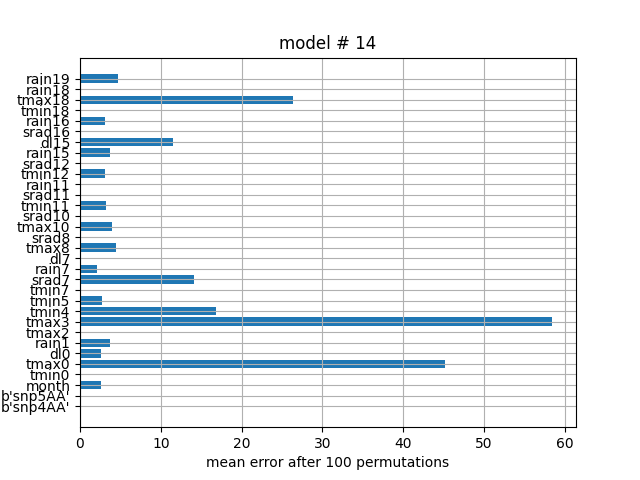 model # 14
rain19
rain18
tmax18
tmin18
rain16
srad16
dl15
rain15
srad12
tmin12
rain11
srad11
tmin11
srad10
tmax10
srad8
tmax8
dl7
rain7
srad7
tmin7
tmin5
tmin4
tmax3
tmax2
rain1
dl0
tmax0
tmin0
month
b'snp5AA'
b'snp4AA'
0 10 20 30 40 50 60
mean error after 100 permutations